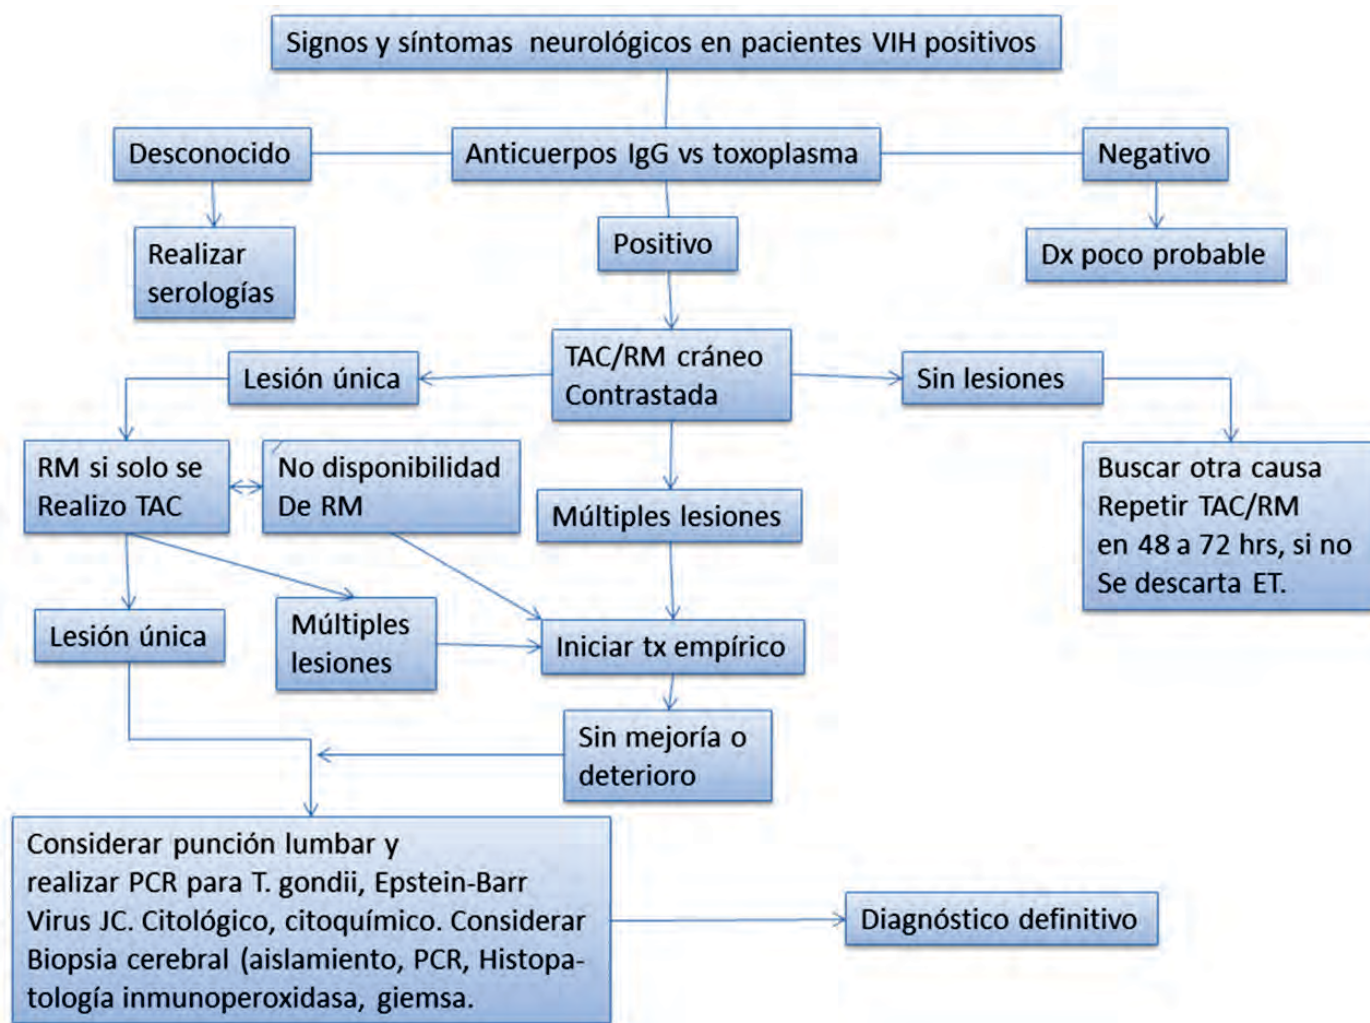 Signos y síntomas neurológicos en pacientes VIH positivos
Desconocido
Anticuerpos IgG vs toxoplasma
Negativo
Realizar
serologías
Positivo
Dx poco probable
TAC/RM cráneo
Contrastada
Lesión única
Sin lesiones
RM si solo se
Realizo TAC
No disponibilidad
De RM
Múltiples lesiones
Buscar otra causa
Repetir TAC/RM
en 48 a 72 hrs, si no
Se descarta ET.
Lesión única
Múltiples
lesiones
Iniciar tx empírico
Sin mejoría o
deterioro
Considerar punción lumbar y
realizar PCR para T. gondii, Epstein-Barr
Virus JC. Citológico, citoquímico. Considerar
Biopsia cerebral (aislamiento, PCR, Histopa-
tología inmunoperoxidasa, giemsa.
Diagnóstico definitivo